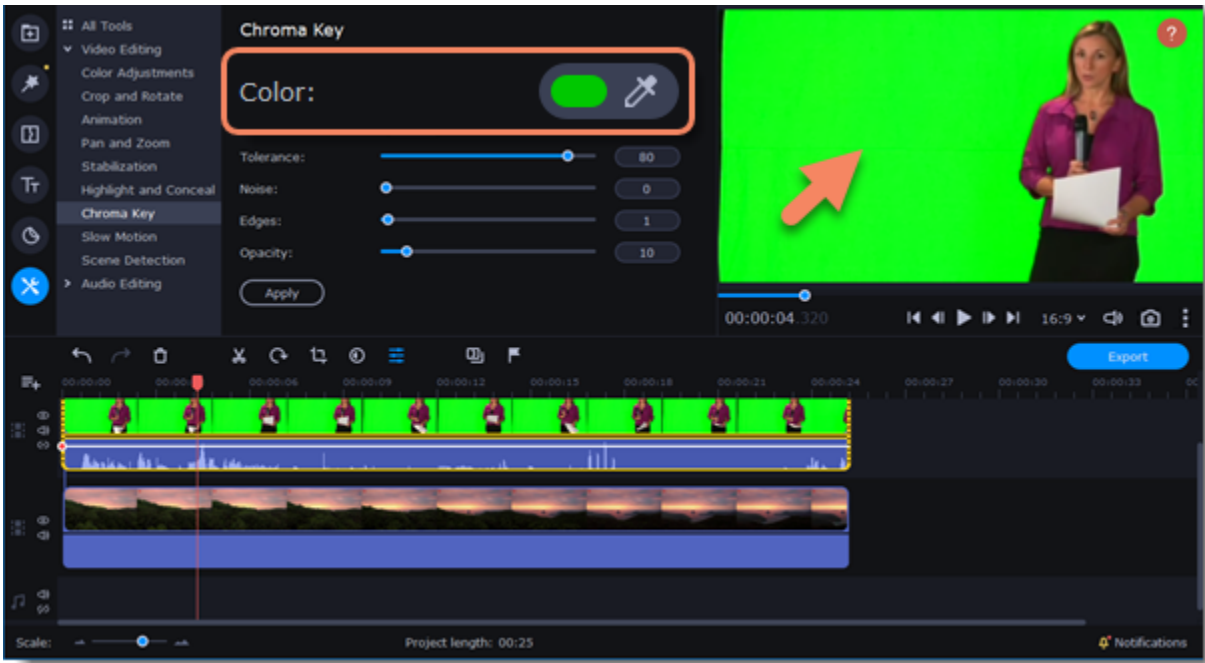 All Tools
Video Editing
Color Adjustments
Crop and Rotate
Animation
Pan and Zoom
Stabilization
Highlight and Conceal
Chroma Key
Slow Motion
Scene Detection
Audio Editing
Chroma Key
Color:
Tolerance: 80
Noise: 0
Edges: 1
Opacity: 10
Apply
?
00:00:04.320
16:9
Export
00:00:00 00:00: 00:00:06 00:00:09 00:00:12 00:00:15 00:00:18 00:00:21 00:00:24 00:00:27 00:00:30 00:00:33
Scale:
Project length: 00:25
Notifications